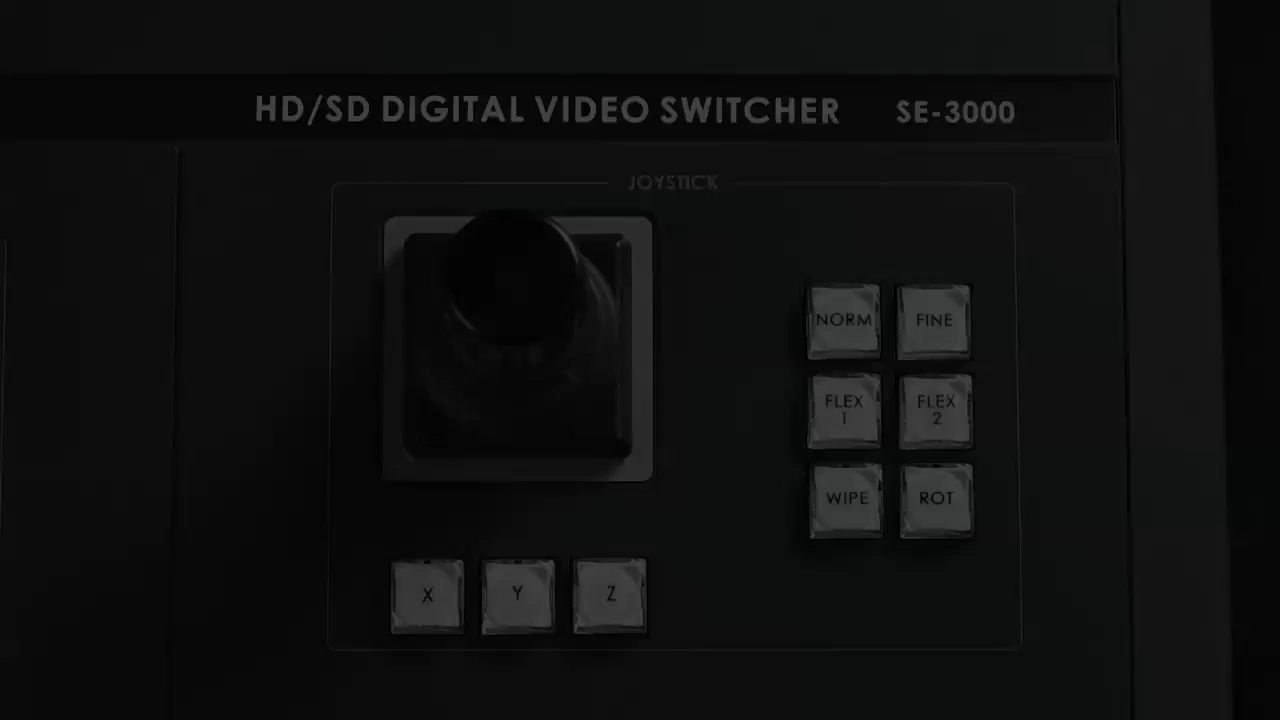 HD/SD DIGITAL VIDEO SWITCHER SE-3000
JOYSTICK
NORM FINE
FLEX 1 FLEX 2
WIPE ROT
X Y Z